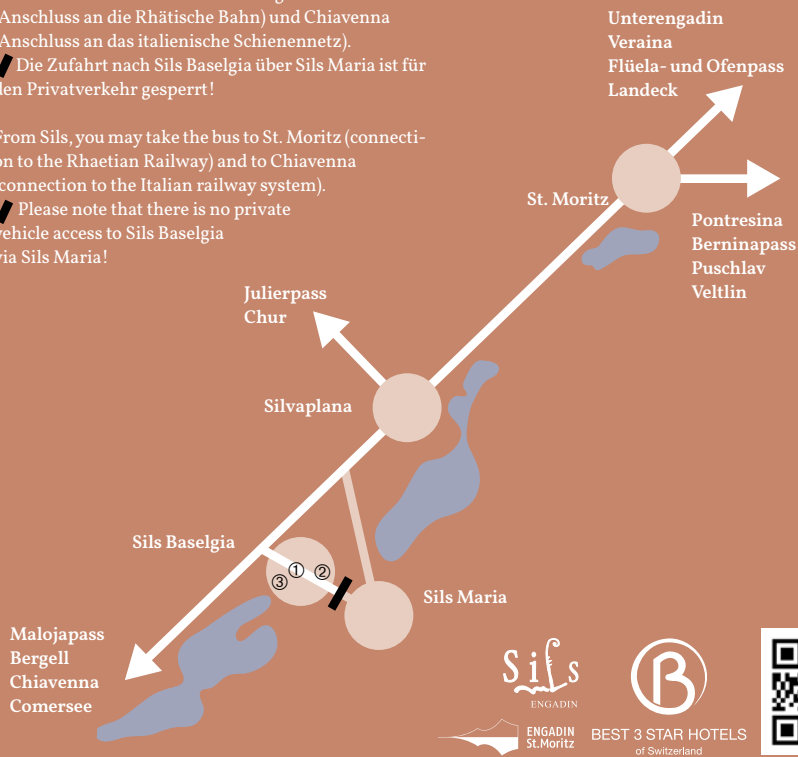 Anschluss an die Rhätische Bahn) und Chiavenna
Anschluss an das italienische Schienennetz).
Die Zufahrt nach Sils Baselgia über Sils Maria ist für
den Privatverkehr gesperrt!
From Sils, you may take the bus to St. Moritz (connecti-
on to the Rhaetian Railway) and to Chiavenna
connection to the Italian railway system).
Please note that there is no private
vehicle access to Sils Baselgia
via Sils Maria!
Unterengadin
Veraina
Flüela- und Ofenpass
Landeck
St. Moritz
Pontresina
Berninapass
Puschlav
Veltlin
Julierpass
Chur
Silvaplana
Sils Baselgia
① ② ③
Sils Maria
Malojapass
Bergell
Chiavenna
Comersee
Sils
ENGADIN
ENGADIN
St.Moritz
B
BEST 3 STAR HOTELS
of Switzerland